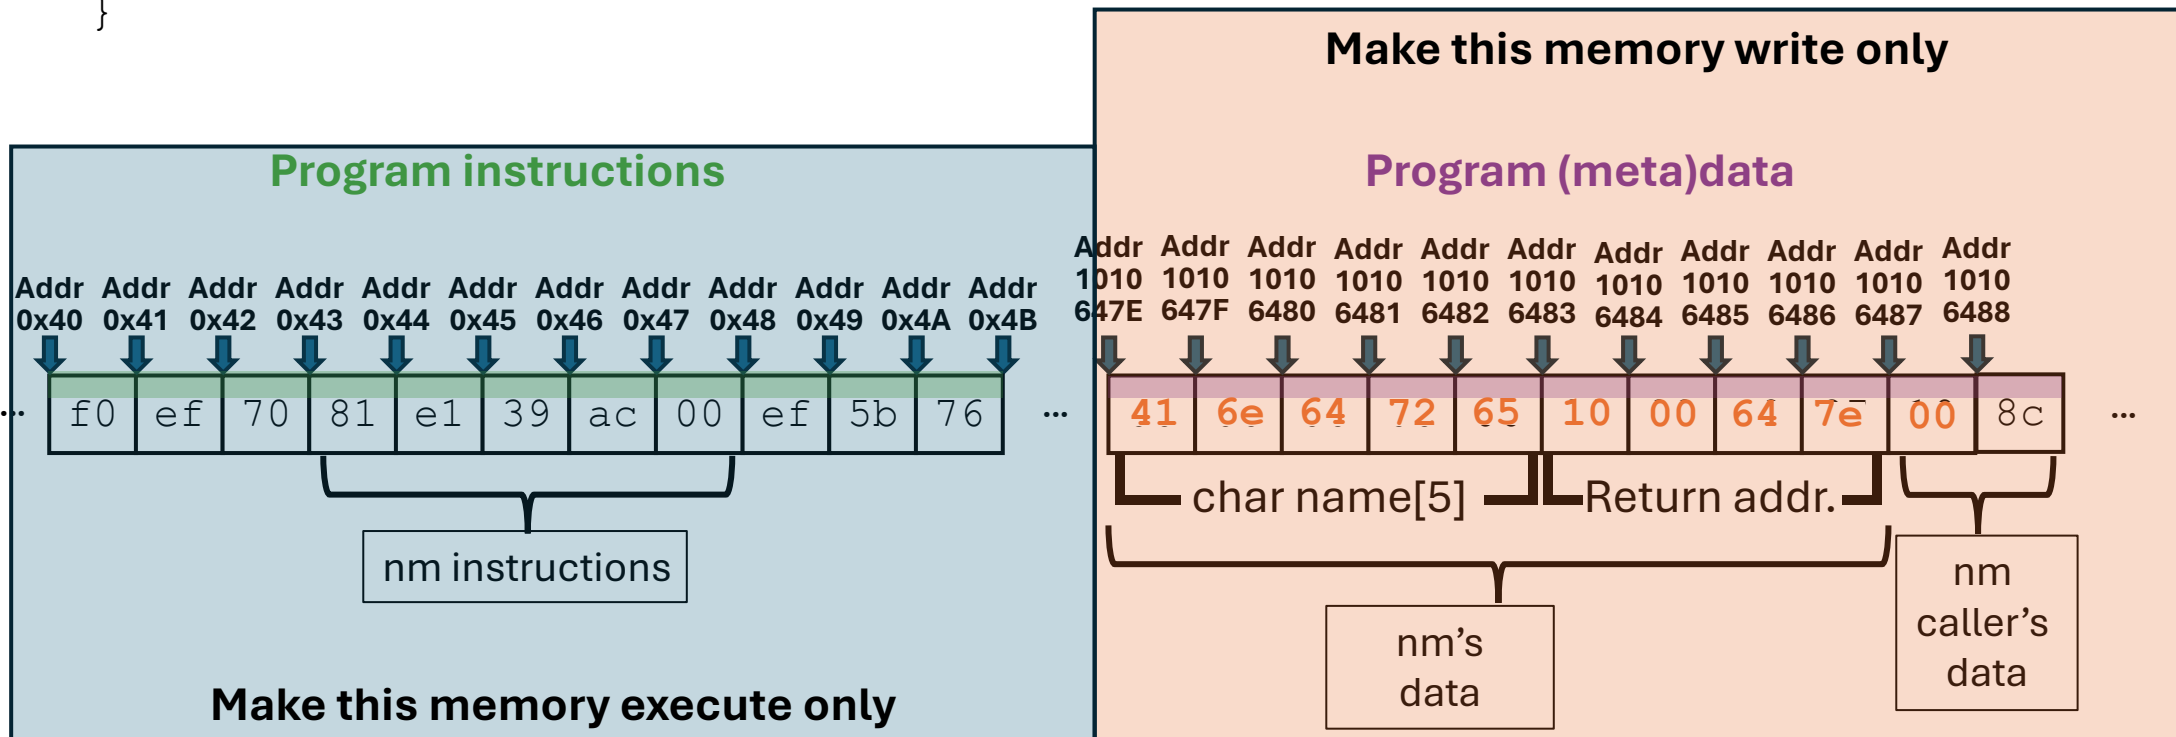 }
Make this memory write only
Program instructions
Program (meta)data
Addr Addr Addr Addr Addr Addr Addr Addr Addr Addr Addr Addr
0x40 0x41 0x42 0x43 0x44 0x45 0x46 0x47 0x48 0x49 0x4A 0x4B
Addr Addr Addr Addr Addr Addr Addr Addr Addr Addr Addr
1010 1010 1010 1010 1010 1010 1010 1010 1010 1010 1010
647E 647F 6480 6481 6482 6483 6484 6485 6486 6487 6488
... f0 ef 70 81 e1 39 ac 00 ef 5b 76 ...
41 6e 64 72 65 10 00 64 7e 00 8c ...
char name[5]
Return addr.
nm instructions
nm's
data
nm
caller's
data
Make this memory execute only